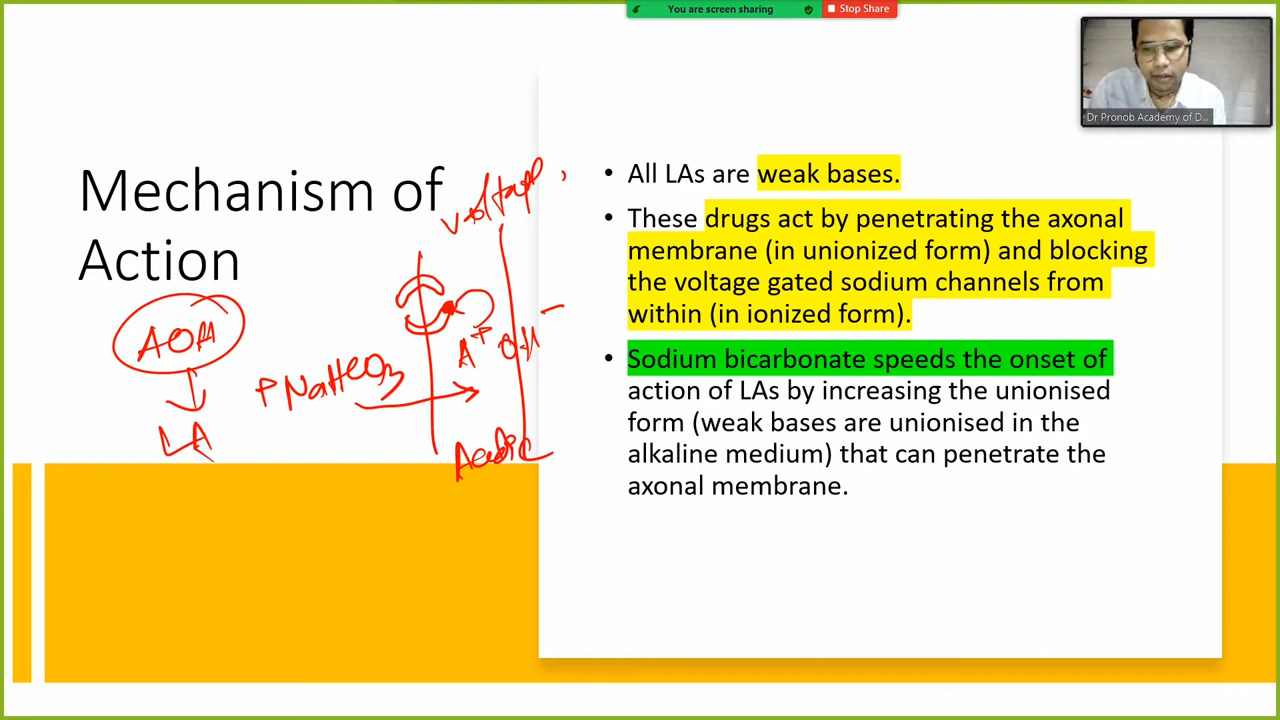 You are screen sharing
Stop Share
Dr Pronob Academy of D...
Mechanism of
Action
voltage
AOH
LA
NaHCO3
A+
OH-
Acidic
• All LAs are weak bases.
• These drugs act by penetrating the axonal
membrane (in unionized form) and blocking
the voltage gated sodium channels from
within (in ionized form).
• Sodium bicarbonate speeds the onset of
action of LAs by increasing the unionised
form (weak bases are unionised in the
alkaline medium) that can penetrate the
axonal membrane.